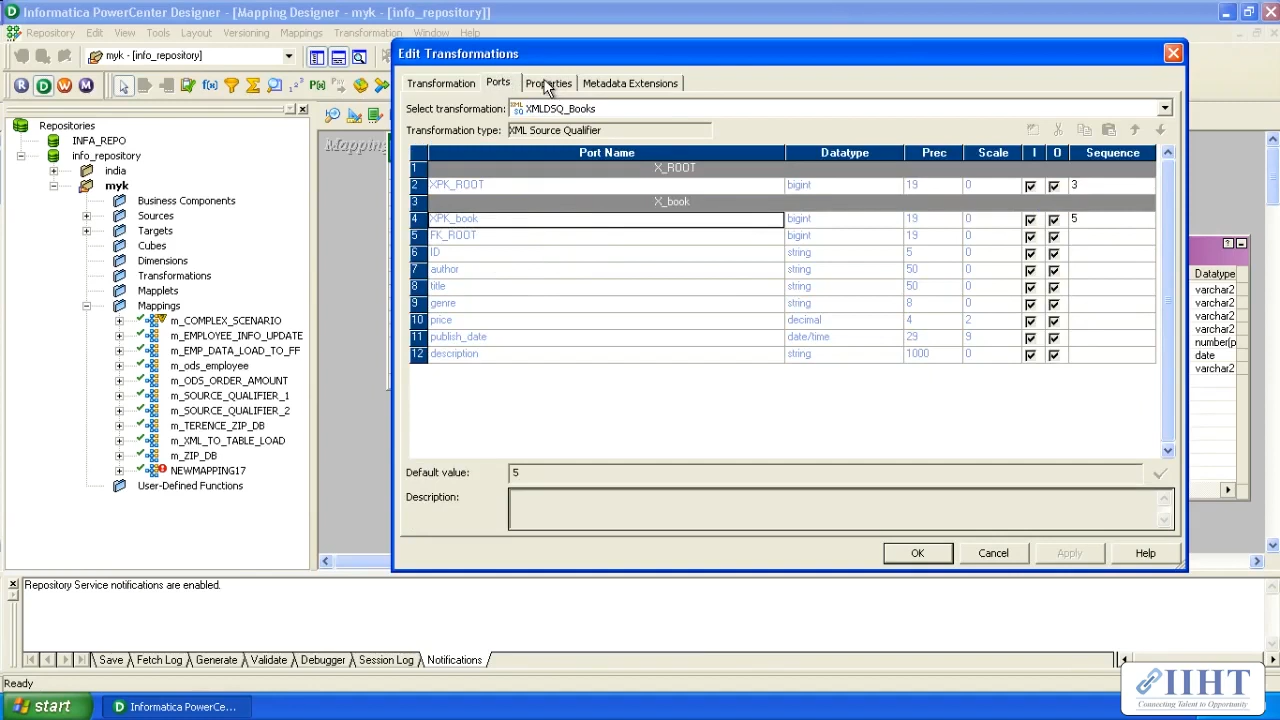 Informatica PowerCenter Designer - [Mapping Designer - myk - [info_repository]]
Repository Edit View Tools Layout Versioning Mappings Transformation Window Help
myk - [info_repository]
Repositories
INFA_REPO
info_repository
india
myk
Business Components
Sources
Targets
Cubes
Dimensions
Transformations
Mapplets
Mappings
m_COMPLEX_SCENARIO
m_EMPLOYEE_INFO_UPDATE
m_EMP_DATA_LOAD_TO_FF
m_ods_employee
m_ODS_ORDER_AMOUNT
m_SOURCE_QUALIFIER_1
m_SOURCE_QUALIFIER_2
m_TERENCE_ZIP_DB
m_XML_TO_TABLE_LOAD
m_ZIP_DB
NEWMAPPING17
User-Defined Functions
Mapping
Edit Transformations
Transformation Ports Properties Metadata Extensions
Select transformation: XMLDSQ_Books
Transformation type: XML Source Qualifier
Port Name Datatype Prec Scale I O Sequence
1 X_ROOT
2 XPK_ROOT bigint 19 0 3
3 X_book
4 XPK_book bigint 19 0 5
5 FK_ROOT bigint 19 0
6 ID string 5 0
7 author string 50 0
8 title string 50 0
9 genre string 8 0
10 price decimal 4 2
11 publish_date date/time 29 9
12 description string 1000 0
Default value: 5
Description:
OK Cancel Apply Help
Datatype
varchar2
varchar2
varchar2
varchar2
number(p
date
varchar2
Repository Service notifications are enabled.
Save Fetch Log Generate Validate Debugger Session Log Notifications
Ready
start Informatica PowerCe...
IIHT
Connecting Talent to Opportunity